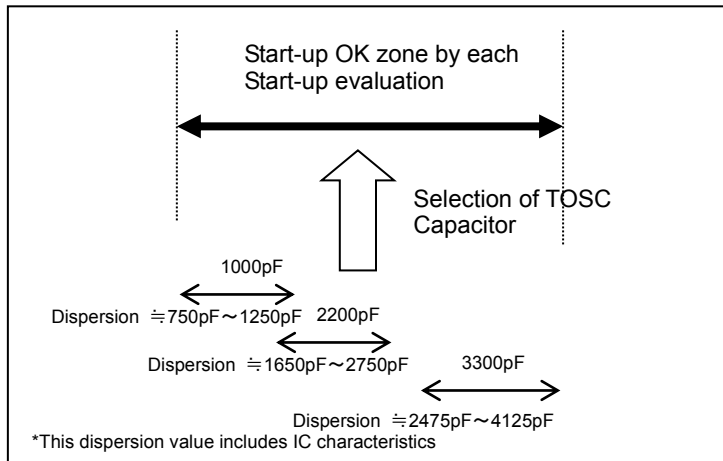 Start-up OK zone by each
Start-up evaluation
Selection of TOSC
Capacitor
1000pF
Dispersion ≒750pF～1250pF
2200pF
Dispersion ≒1650pF～2750pF
3300pF
Dispersion ≒2475pF～4125pF
*This dispersion value includes IC characteristics